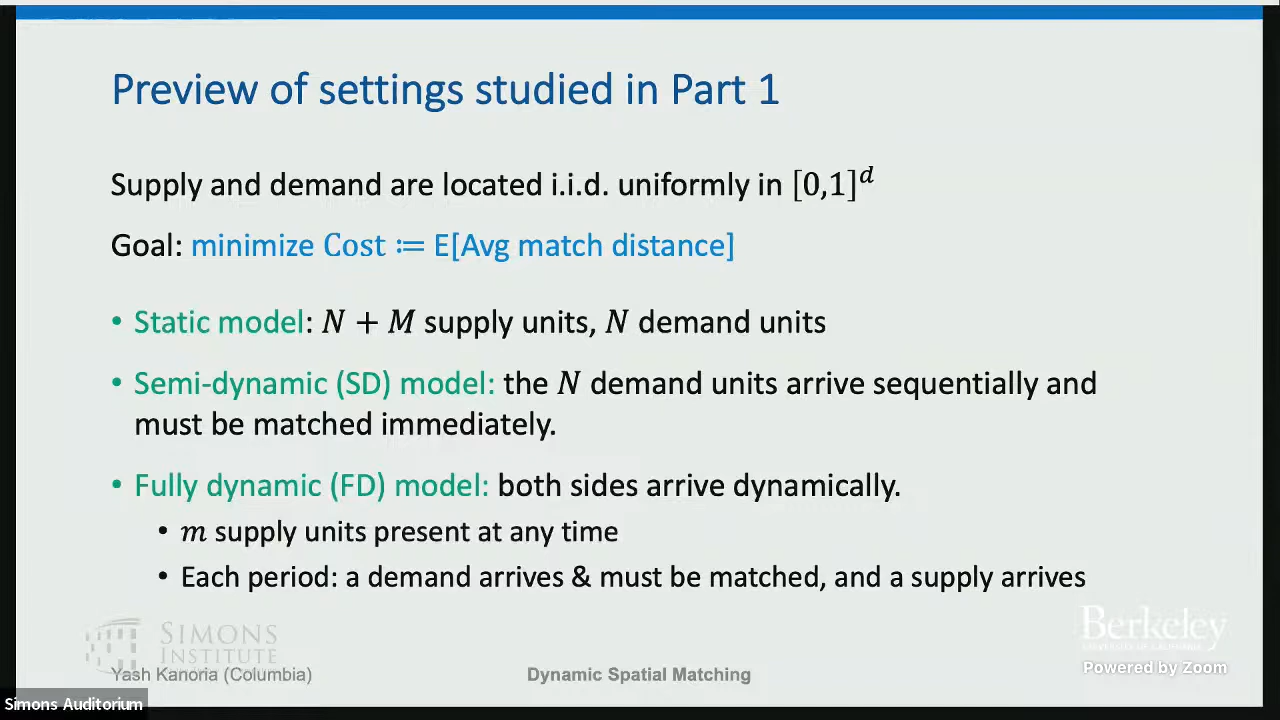 Preview of settings studied in Part 1
Supply and demand are located i.i.d. uniformly in [0,1]^d
Goal: minimize Cost ≔ E[Avg match distance]
• Static model: N + M supply units, N demand units
• Semi-dynamic (SD) model: the N demand units arrive sequentially and
must be matched immediately.
• Fully dynamic (FD) model: both sides arrive dynamically.
• m supply units present at any time
• Each period: a demand arrives & must be matched, and a supply arrives
SIMONS
INSTITUTE
Berkeley
UNIVERSITY OF CALIFORNIA
Powered by Zoom
Yash Kanoria (Columbia)
Dynamic Spatial Matching
Simons Auditorium